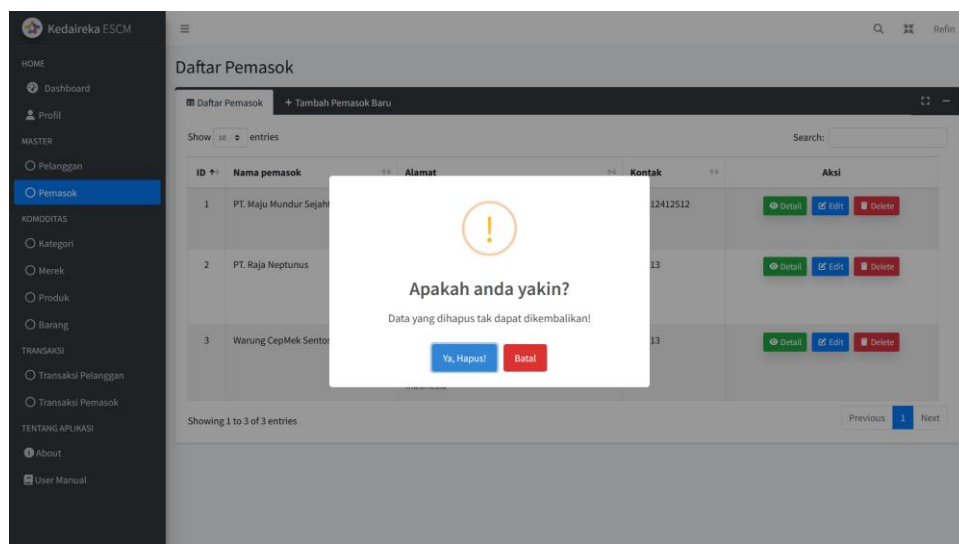 Kedaireka ESCM
Refin
HOME
Dashboard
Profil
MASTER
Pelanggan
Pemasok
KOMODITAS
Kategori
Merek
Produk
Barang
TRANSAKSI
Transaksi Pelanggan
Transaksi Pemasok
TENTANG APLIKASI
About
User Manual
Daftar Pemasok
Daftar Pemasok + Tambah Pemasok Baru
Show 10 entries Search:
ID Nama pemasok Alamat Kontak Aksi
1 PT. Maju Mundur 12412512 Detail Edit Delete
2 PT. Raja Neptunus 13 Detail Edit Delete
3 Warung CepMek 13 Detail Edit Delete
!
Apakah anda yakin?
Data yang dihapus tak dapat dikembalikan!
Ya, Hapus! Batal
Showing 1 to 3 of 3 entries Previous 1 Next